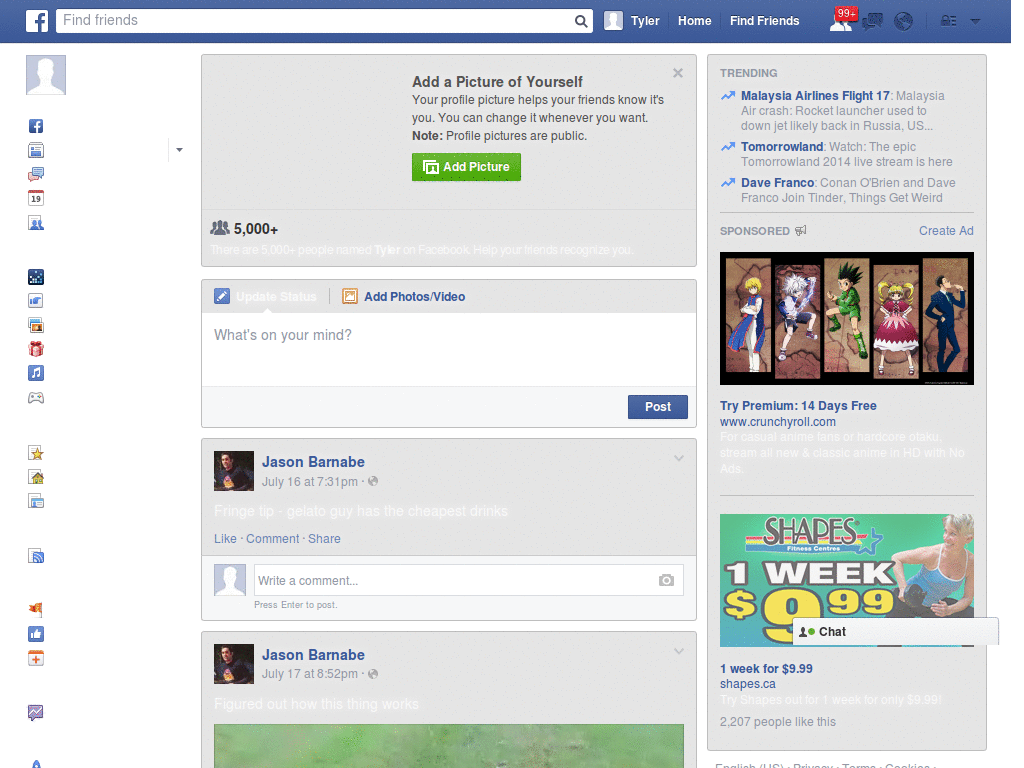 Find friends
Tyler
Home
Find Friends
99+
19
Add a Picture of Yourself
Your profile picture helps your friends know it's
you. You can change it whenever you want.
Note: Profile pictures are public.
Add Picture
5,000+
There are 5,000+ people named Tyler on Facebook. Help your friends recognize you.
Update Status
Add Photos/Video
What's on your mind?
Post
Jason Barnabe
July 16 at 7:31pm ·
Fringe tip - gelato guy has the cheapest drinks
Like · Comment · Share
Write a comment...
Press Enter to post.
Jason Barnabe
July 17 at 8:52pm ·
Figured out how this thing works
TRENDING
Malaysia Airlines Flight 17: Malaysia
Air crash: Rocket launcher used to
down jet likely back in Russia, US...
Tomorrowland: Watch: The epic
Tomorrowland 2014 live stream is here
Dave Franco: Conan O'Brien and Dave
Franco Join Tinder, Things Get Weird
SPONSORED
Create Ad
Try Premium: 14 Days Free
www.crunchyroll.com
For casual anime fans or hardcore otaku,
stream all new & classic anime in HD with No
Ads.
SHAPES
Fitness Centres
1 WEEK
$9.99
Chat
1 week for $9.99
shapes.ca
Try Shapes out for 1 week for only $9.99!
2,207 people like this
English (US) · Privacy · Terms · Cookies ·